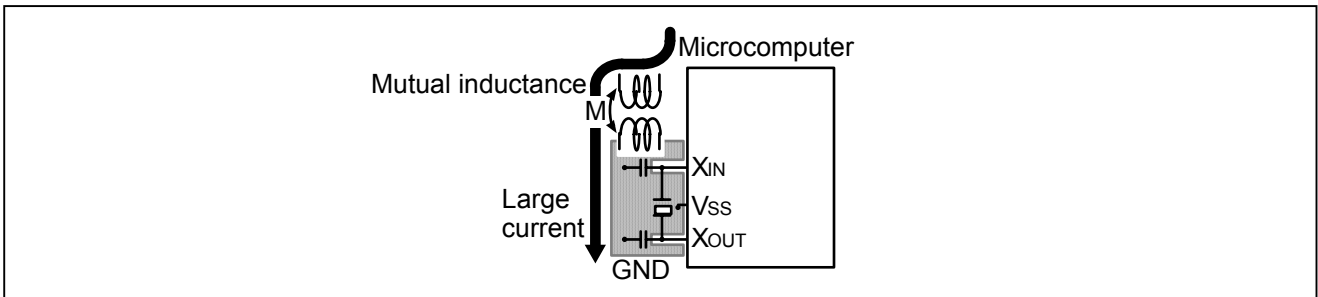 Microcomputer
Mutual inductance
M
XIN
Large
current
VSS
XOUT
GND